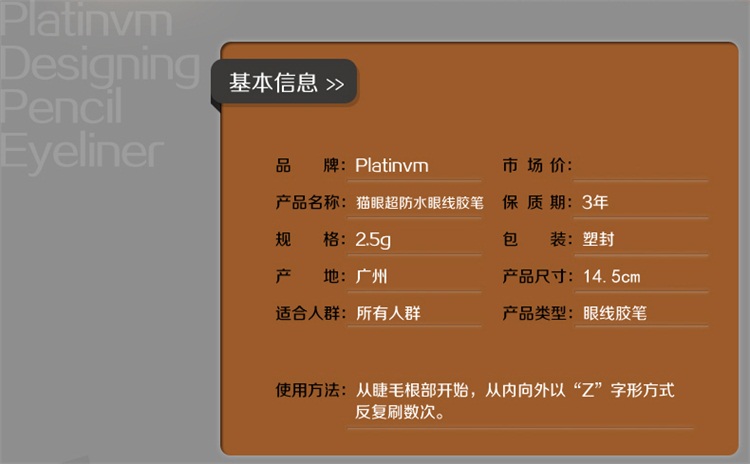 Platinvm
Designing
Pencil
Eyeliner
基本信息 >>
品 牌: Platinvm 市 场 价:
产品名称: 猫眼超防水眼线胶笔 保 质 期: 3年
规 格: 2.5g 包 装: 塑封
产 地: 广州 产品尺寸: 14.5cm
适合人群: 所有人群 产品类型: 眼线胶笔
使用方法: 从睫毛根部开始，从内向外以“Z”字形方式
反复刷数次。